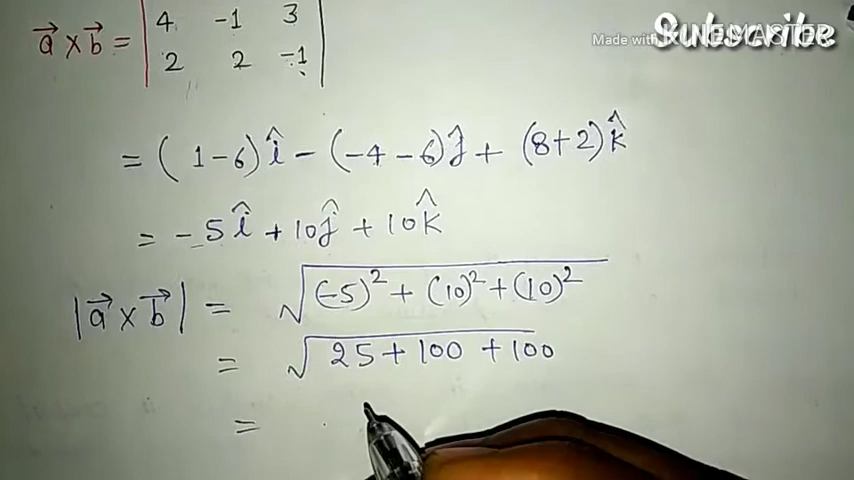 Subscribe
Made with KINEMASTER
a⃗ × b⃗ = | 4 -1 3 |
| 2 2 -1 |
= (1-6)î - (-4-6)ĵ + (8+2)k̂
= -5î + 10ĵ + 10k̂
|a⃗ × b⃗| = √((-5)² + (10)² + (10)²)
= √(25 + 100 + 100)
=